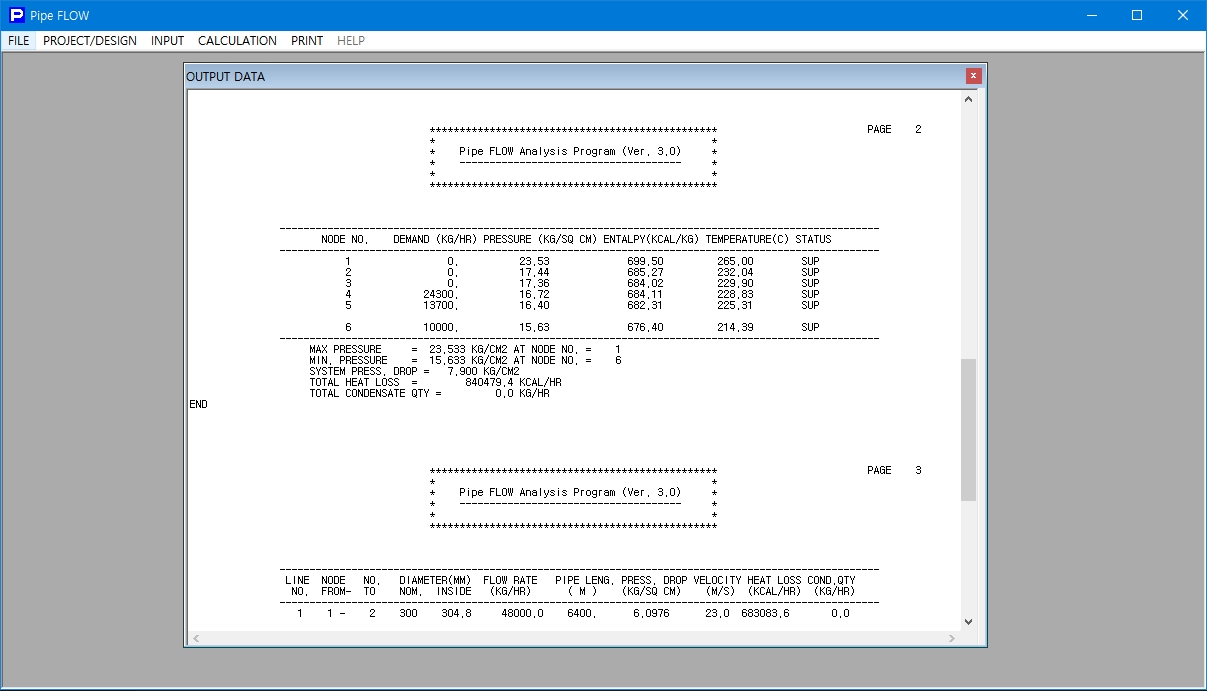 Pipe FLOW
FILE PROJECT/DESIGN INPUT CALCULATION PRINT HELP
OUTPUT DATA
************************************************ PAGE 2
* *
* Pipe FLOW Analysis Program (Ver. 3.0) *
* ------------------------------------- *
* *
************************************************
----------------------------------------------------------------------------------------------------
NODE NO. DEMAND (KG/HR) PRESSURE (KG/SQ CM) ENTALPY(KCAL/KG) TEMPERATURE(C) STATUS
----------------------------------------------------------------------------------------------------
1 0. 23.53 699.50 265.00 SUP
2 0. 17.44 685.27 232.04 SUP
3 0. 17.36 684.02 229.90 SUP
4 24300. 16.72 684.11 228.83 SUP
5 13700. 16.40 682.31 225.31 SUP
6 10000. 15.63 676.40 214.39 SUP
----------------------------------------------------------------------------------------------------
MAX PRESSURE = 23.533 KG/CM2 AT NODE NO. = 1
MIN. PRESSURE = 15.633 KG/CM2 AT NODE NO. = 6
SYSTEM PRESS. DROP = 7.900 KG/CM2
TOTAL HEAT LOSS = 840479.4 KCAL/HR
TOTAL CONDENSATE QTY = 0.0 KG/HR
END
************************************************ PAGE 3
* *
* Pipe FLOW Analysis Program (Ver. 3.0) *
* ------------------------------------- *
* *
************************************************
----------------------------------------------------------------------------------------------------
LINE NODE NO. DIAMETER(MM) FLOW RATE PIPE LENG. PRESS. DROP VELOCITY HEAT LOSS COND.QTY
NO. FROM- TO NOM. INSIDE (KG/HR) ( M ) (KG/SQ CM) (M/S) (KCAL/HR) (KG/HR)
----------------------------------------------------------------------------------------------------
1 1 - 2 300 304.8 48000.0 6400. 6.0976 23.0 683083.6 0.0